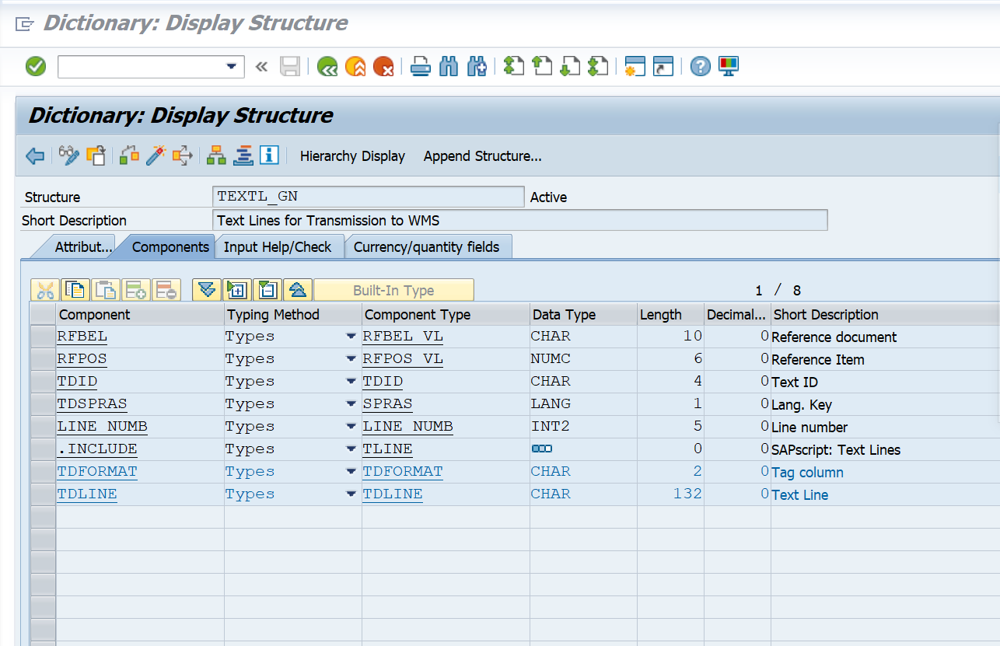 Dictionary: Display Structure
Dictionary: Display Structure
Hierarchy Display Append Structure...
Structure TEXTL_GN Active
Short Description Text Lines for Transmission to WMS
Attribut... Components Input Help/Check Currency/quantity fields
Built-In Type 1 / 8
Component Typing Method Component Type Data Type Length Decimal... Short Description
RFBEL Types RFBEL_VL CHAR 10 0 Reference document
RFPOS Types RFPOS_VL NUMC 6 0 Reference Item
TDID Types TDID CHAR 4 0 Text ID
TDSPRAS Types SPRAS LANG 1 0 Lang. Key
LINE_NUMB Types LINE_NUMB INT2 5 0 Line number
.INCLUDE Types TLINE 0 0 SAPscript: Text Lines
TDFORMAT Types TDFORMAT CHAR 2 0 Tag column
TDLINE Types TDLINE CHAR 132 0 Text Line